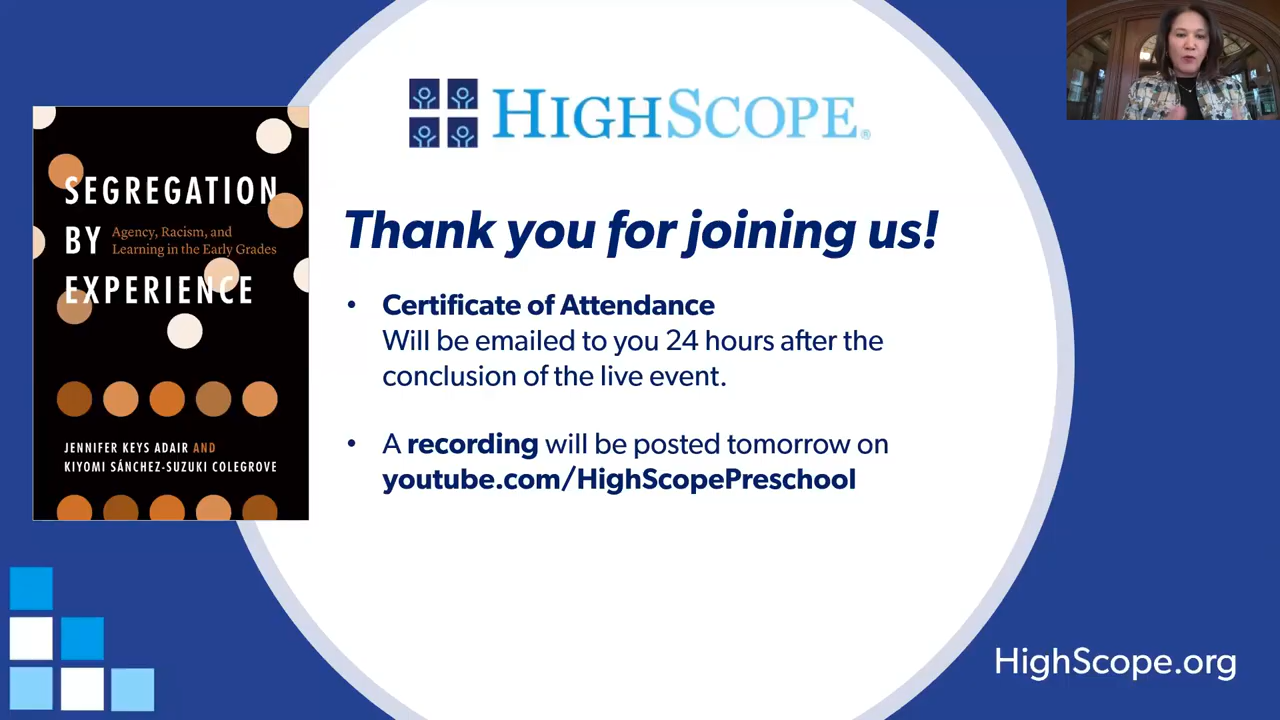 HIGHSCOPE®
SEGREGATION
BY
Agency, Racism, and
Learning in the Early Grades
EXPERIENCE
JENNIFER KEYS ADAIR AND
KIYOMI SÁNCHEZ-SUZUKI COLEGROVE
Thank you for joining us!
• Certificate of Attendance
Will be emailed to you 24 hours after the
conclusion of the live event.
• A recording will be posted tomorrow on
youtube.com/HighScopePreschool
HighScope.org